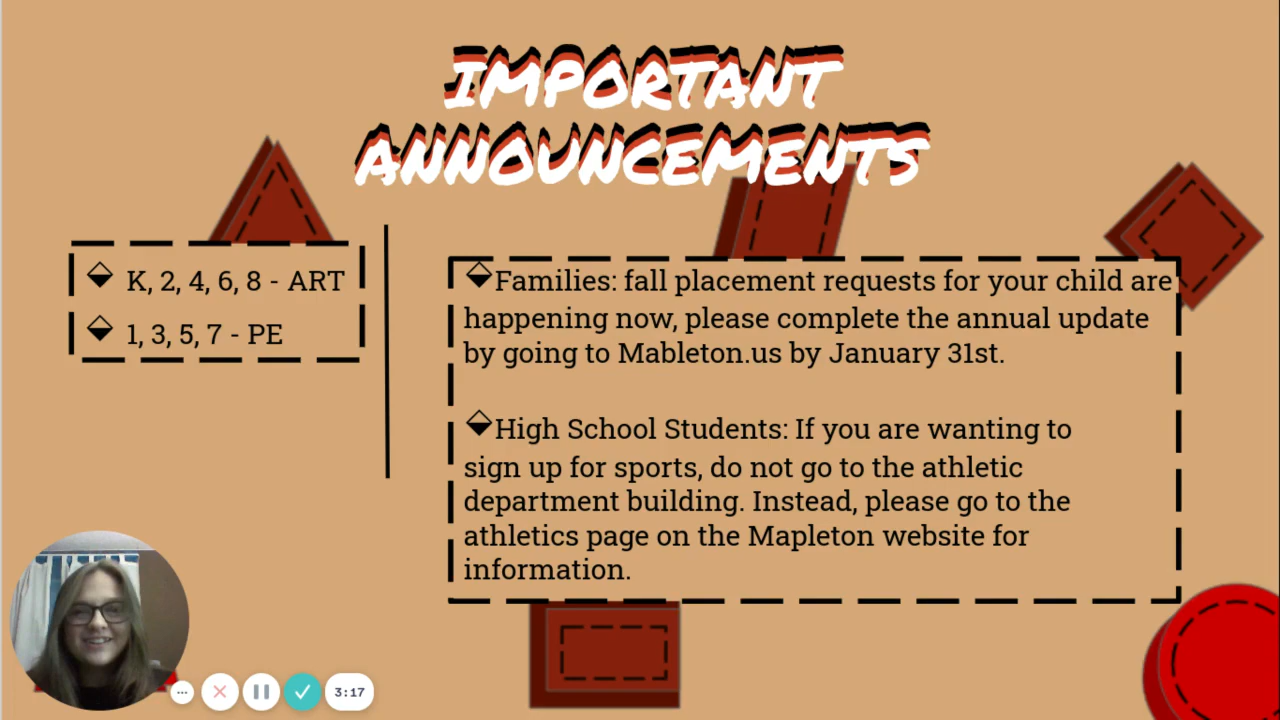 IMPORTANT
ANNOUNCEMENTS
K, 2, 4, 6, 8 - ART
1, 3, 5, 7 - PE
Families: fall placement requests for your child are
happening now, please complete the annual update
by going to Mableton.us by January 31st.
High School Students: If you are wanting to
sign up for sports, do not go to the athletic
department building. Instead, please go to the
athletics page on the Mapleton website for
information.
3:17